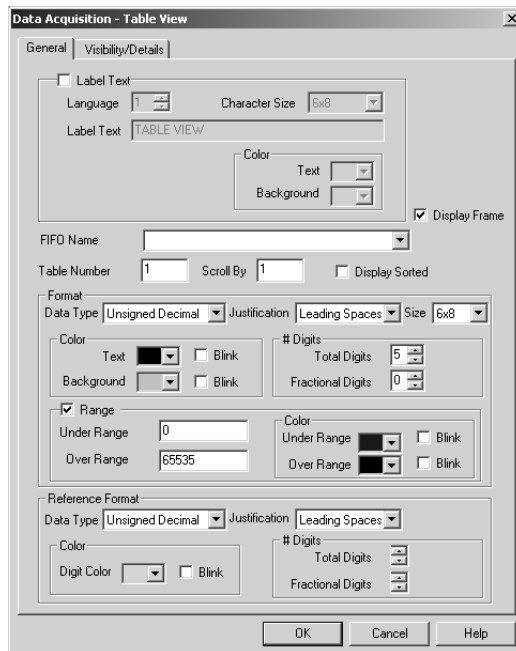 Data Acquisition - Table View
General Visibility/Details
Label Text
Language 1 Character Size 6x8
Label Text TABLE VIEW
Color
Text
Background
Display Frame
FIFO Name
Table Number 1 Scroll By 1 Display Sorted
Format
Data Type Unsigned Decimal Justification Leading Spaces Size 6x8
Color # Digits
Text Blink Total Digits 5
Background Blink Fractional Digits 0
Range
Color
Under Range 0 Under Range Blink
Over Range 65535 Over Range Blink
Reference Format
Data Type Unsigned Decimal Justification Leading Spaces
Color # Digits
Total Digits
Digit Color Blink
Fractional Digits
OK Cancel Help